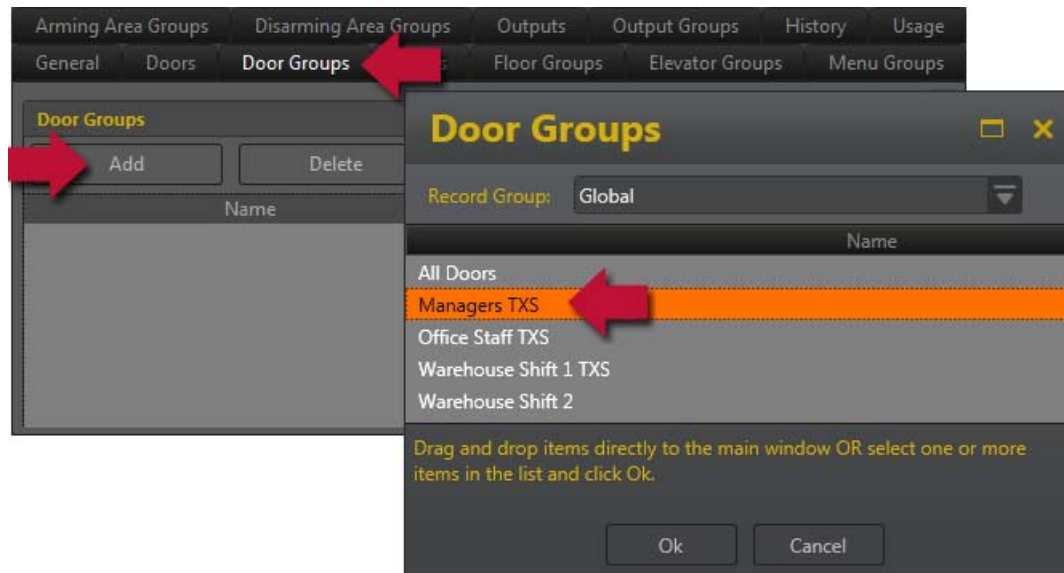 Arming Area Groups Disarming Area Groups Outputs Output Groups History Usage
General Doors Door Groups Floor Groups Elevator Groups Menu Groups
Door Groups
Add Delete
Name
Door Groups
Record Group: Global
Name
All Doors
Managers TXS
Office Staff TXS
Warehouse Shift 1 TXS
Warehouse Shift 2
Drag and drop items directly to the main window OR select one or more
items in the list and click Ok.
Ok Cancel